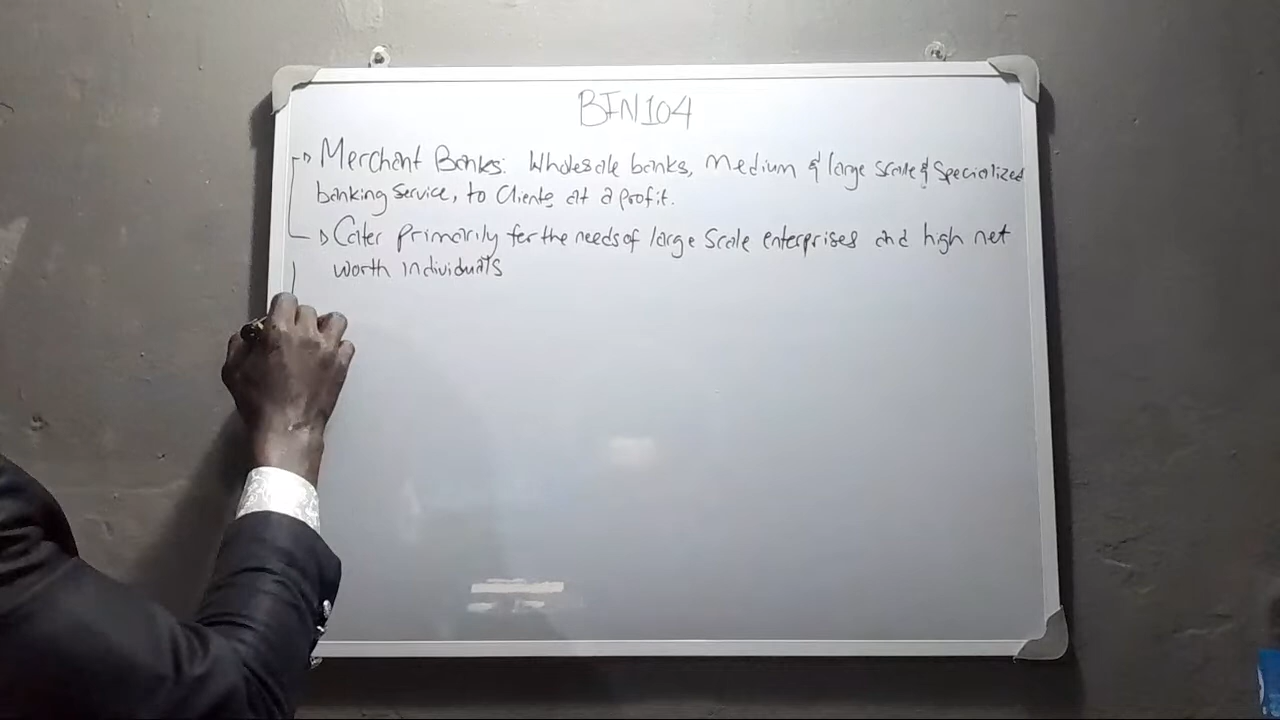 BFN104
Merchant Banks: Wholesale banks, Medium & large scale & Specialized
banking service, to Clients at a profit.
Cater primarily for the needs of large Scale enterprises and high net
worth individuals